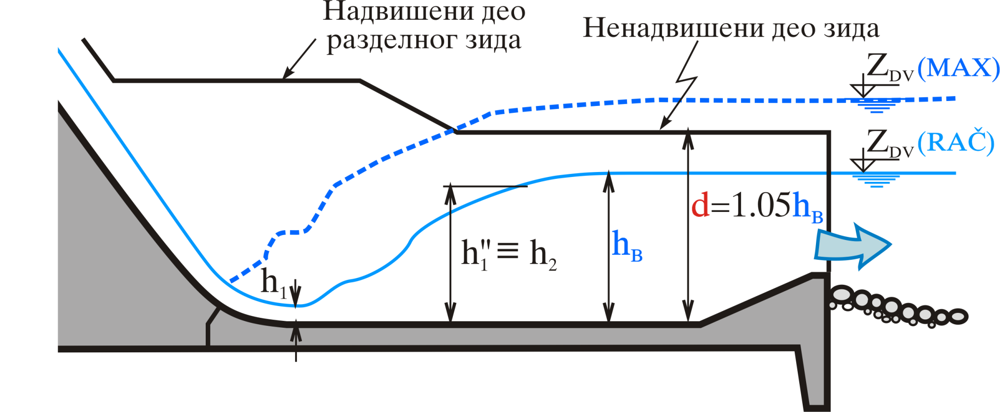 Надвишени део
разделног зида
Ненадвишени део зида
Z_DV (MAX)
Z_DV (RAČ)
d=1.05h_B
h_1
h_1"≡ h_2
h_B